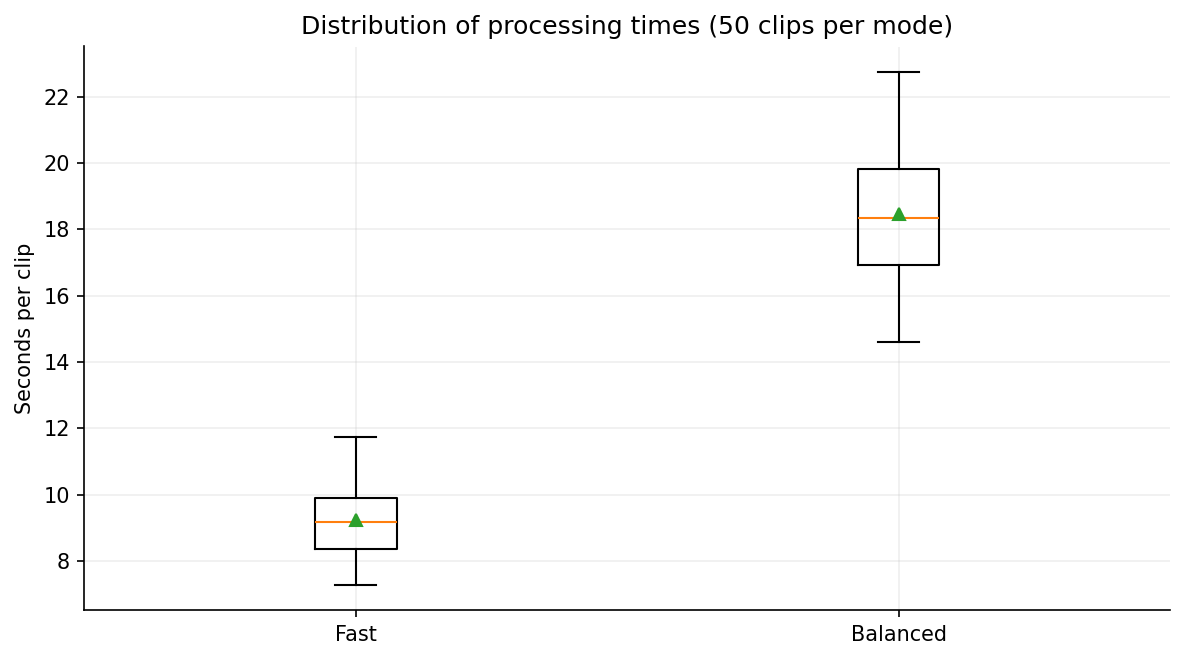 Distribution of processing times (50 clips per mode)
Seconds per clip
22
20
18
16
14
12
10
8
Fast
Balanced